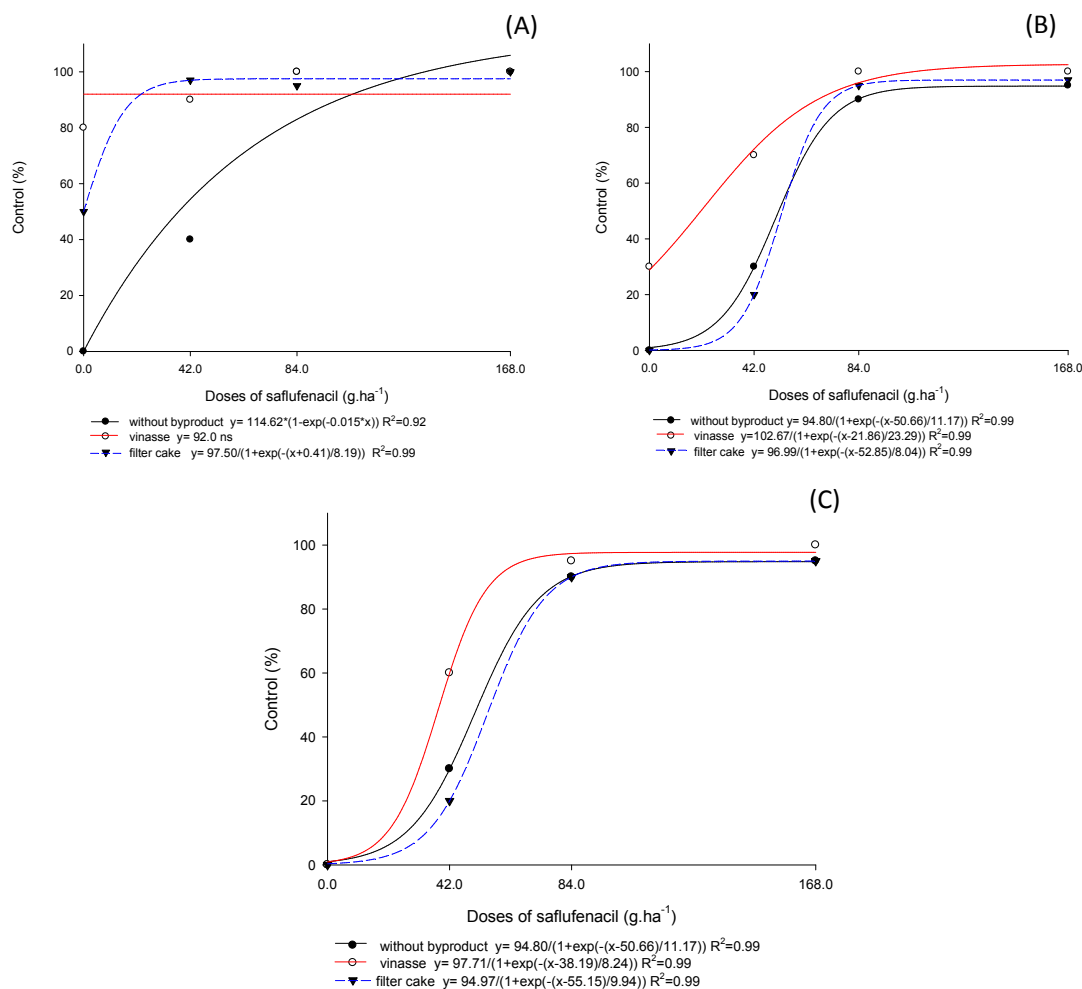 (A)
Control (%)
100
80
60
40
20
0
0.0 42.0 84.0 168.0
Doses of saflufenacil (g.ha⁻¹)
without byproduct y= 114.62*(1-exp(-0.015*x)) R²=0.92
vinasse y= 92.0 ns
filter cake y= 97.50/(1+exp(-(x+0.41)/8.19)) R²=0.99
(B)
Control (%)
100
80
60
40
20
0
0.0 42.0 84.0 168.0
Doses of saflufenacil (g.ha⁻¹)
without byproduct y= 94.80/(1+exp(-(x-50.66)/11.17)) R²=0.99
vinasse y=102.67/(1+exp(-(x-21.86)/23.29)) R²=0.99
filter cake y= 96.99/(1+exp(-(x-52.85)/8.04)) R²=0.99
(C)
Control (%)
100
80
60
40
20
0
0.0 42.0 84.0 168.0
Doses of saflufenacil (g.ha⁻¹)
without byproduct y= 94.80/(1+exp(-(x-50.66)/11.17)) R²=0.99
vinasse y= 97.71/(1+exp(-(x-38.19)/8.24)) R²=0.99
filter cake y= 94.97/(1+exp(-(x-55.15)/9.94)) R²=0.99